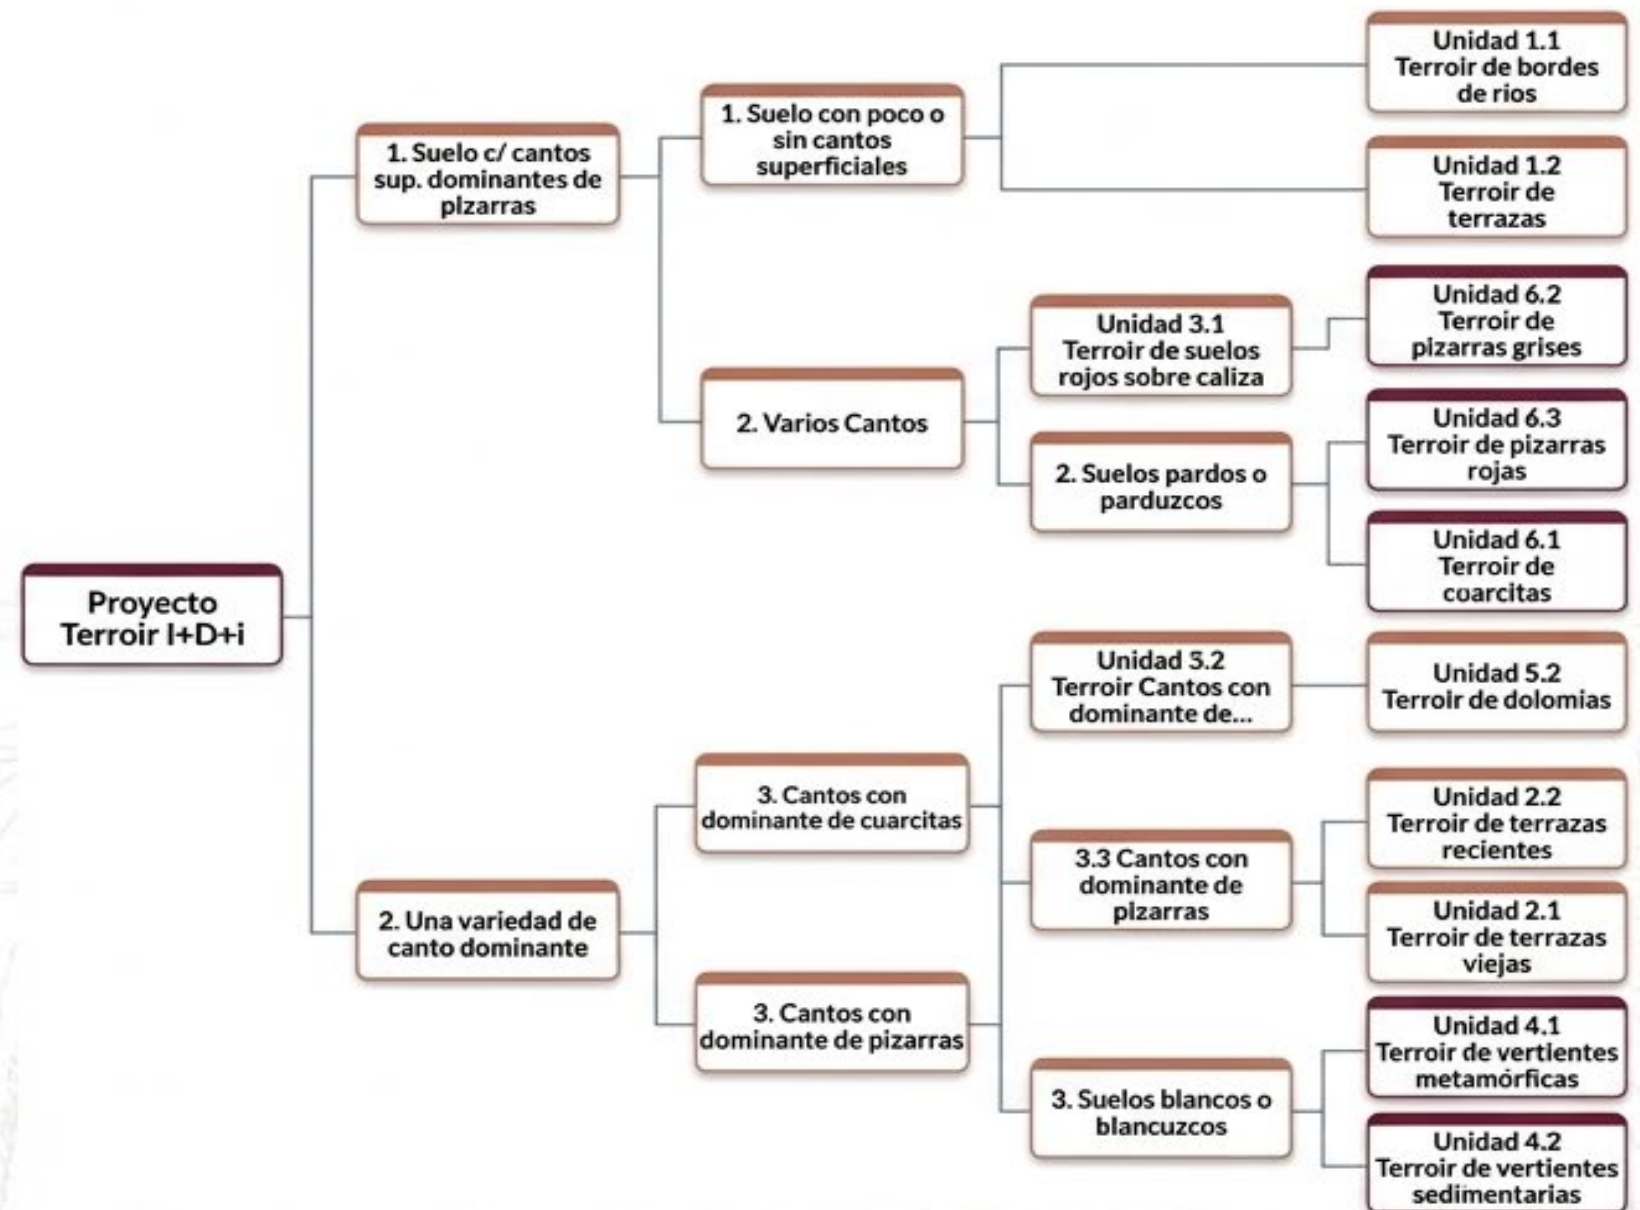 Proyecto
Terroir I+D+i
1. Suelo c/ cantos
sup. dominantes de
pizarras
2. Una variedad de
canto dominante
1. Suelo con poco o
sin cantos
superficiales
2. Varios Cantos
3. Cantos con
dominante de cuarcitas
3. Cantos con
dominante de pizarras
Unidad 3.1
Terroir de suelos
rojos sobre caliza
2. Suelos pardos o
parduzcos
Unidad 3.2
Terroir Cantos con
dominante de...
3.3 Cantos con
dominante de
pizarras
3. Suelos blancos o
blancuzcos
Unidad 1.1
Terroir de bordes
de rios
Unidad 1.2
Terroir de
terrazas
Unidad 6.2
Terroir de
pizarras grises
Unidad 6.3
Terroir de pizarras
rojas
Unidad 6.1
Terroir de
coarcitas
Unidad 5.2
Terroir de dolomias
Unidad 2.2
Terroir de terrazas
recientes
Unidad 2.1
Terroir de terrazas
viejas
Unidad 4.1
Terroir de vertientes
metamórficas
Unidad 4.2
Terroir de vertientes
sedimentarias